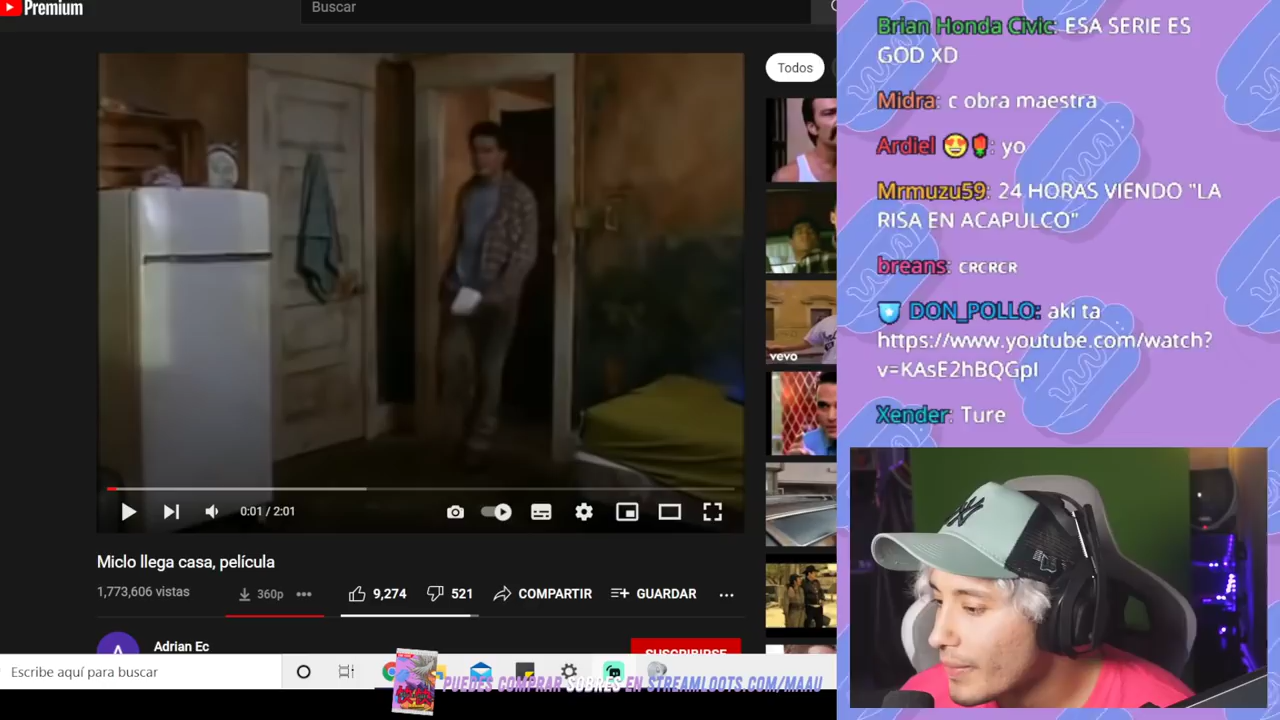 Premium
Buscar
Todos
vevo
0:01 / 2:01
Miclo llega casa, película
1,773,606 vistas
360p
9,274
521
COMPARTIR
GUARDAR
Adrian Ec
SUSCRIBIRSE
Escribe aquí para buscar
PUEDES COMPRAR SOBRES EN STREAMLOOTS.COM/MAAU
Brian Honda Civic: ESA SERIE ES
GOD XD
Midra: c obra maestra
Ardiel 😍🌹: yo
Mrmuzu59: 24 HORAS VIENDO "LA
RISA EN ACAPULCO"
breans: crcrcr
DON_POLLO: aki ta
https://www.youtube.com/watch?
v=KAsE2hBQGpI
Xender: Ture